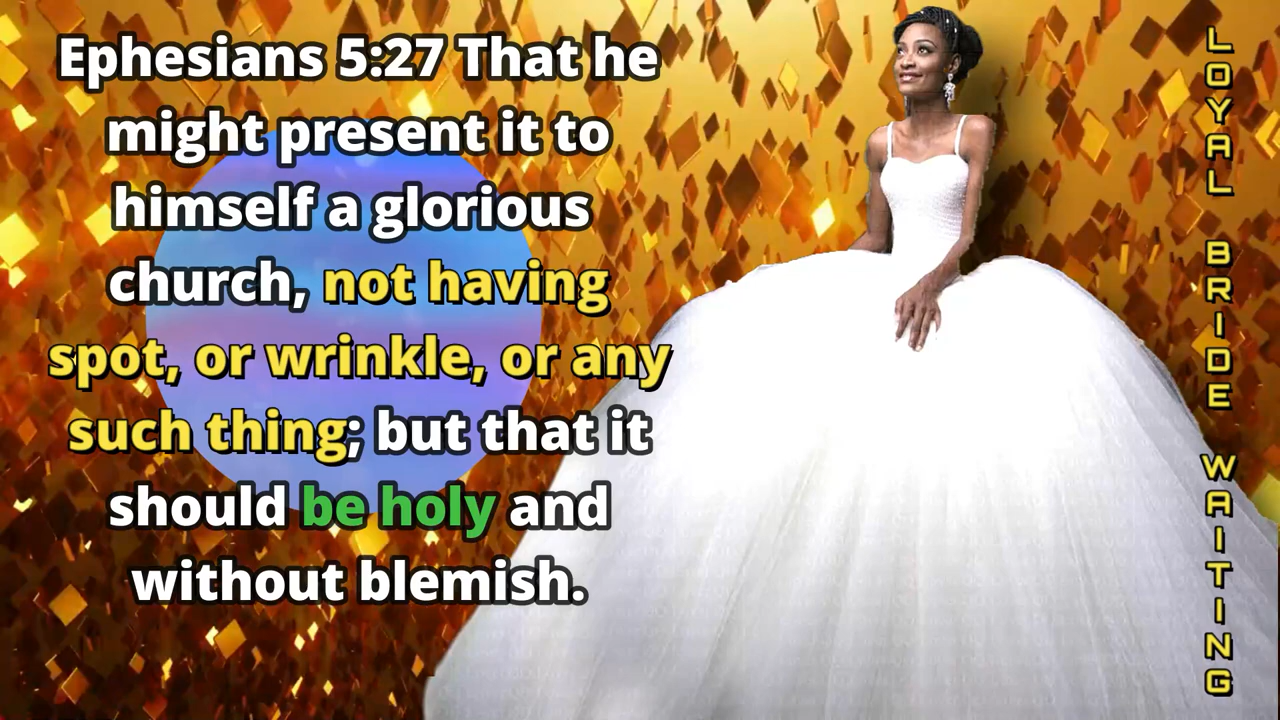 Ephesians 5:27 That he
might present it to
himself a glorious
church, not having
spot, or wrinkle, or any
such thing; but that it
should be holy and
without blemish.
LOYAL BRIDE WAITING